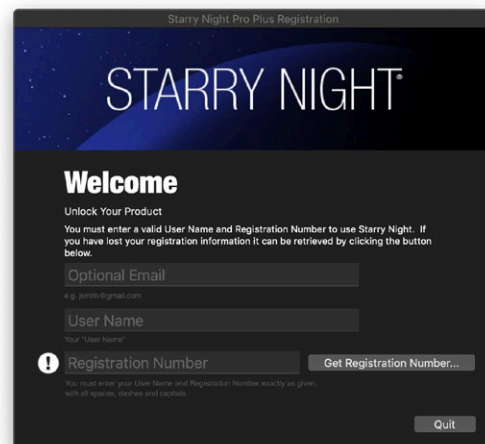 Starry Night Pro Plus Registration
STARRY NIGHT®
Welcome
Unlock Your Product
You must enter a valid User Name and Registration Number to use Starry Night. If
you have lost your registration information it can be retrieved by clicking the button
below.
Optional Email
e.g. jsmith@gmail.com
User Name
Your "User Name"
Registration Number
Get Registration Number...
You must enter your User Name and Registration Number exactly as given;
with all spaces, dashes and capitals.
Quit